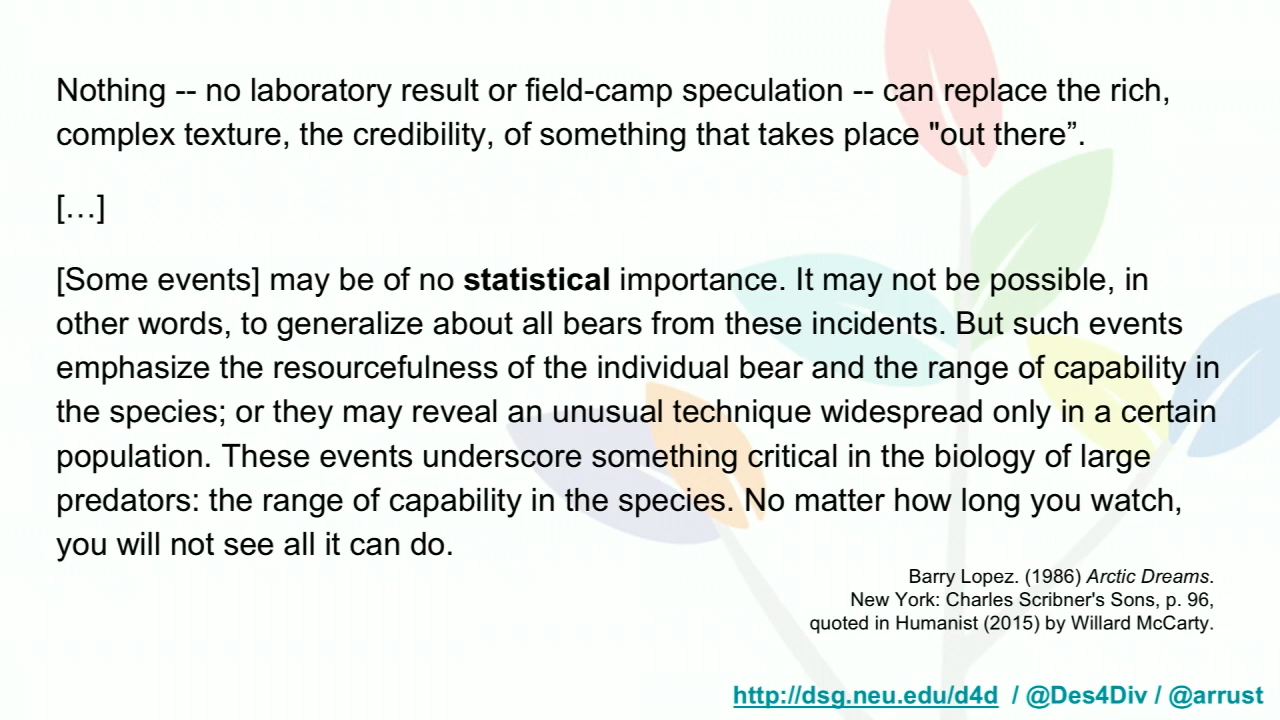 Nothing -- no laboratory result or field-camp speculation -- can replace the rich,
complex texture, the credibility, of something that takes place "out there”.
[…]
[Some events] may be of no statistical importance. It may not be possible, in
other words, to generalize about all bears from these incidents. But such events
emphasize the resourcefulness of the individual bear and the range of capability in
the species; or they may reveal an unusual technique widespread only in a certain
population. These events underscore something critical in the biology of large
predators: the range of capability in the species. No matter how long you watch,
you will not see all it can do.
Barry Lopez. (1986) Arctic Dreams.
New York: Charles Scribner's Sons, p. 96,
quoted in Humanist (2015) by Willard McCarty.
http://dsg.neu.edu/d4d / @Des4Div / @arrust